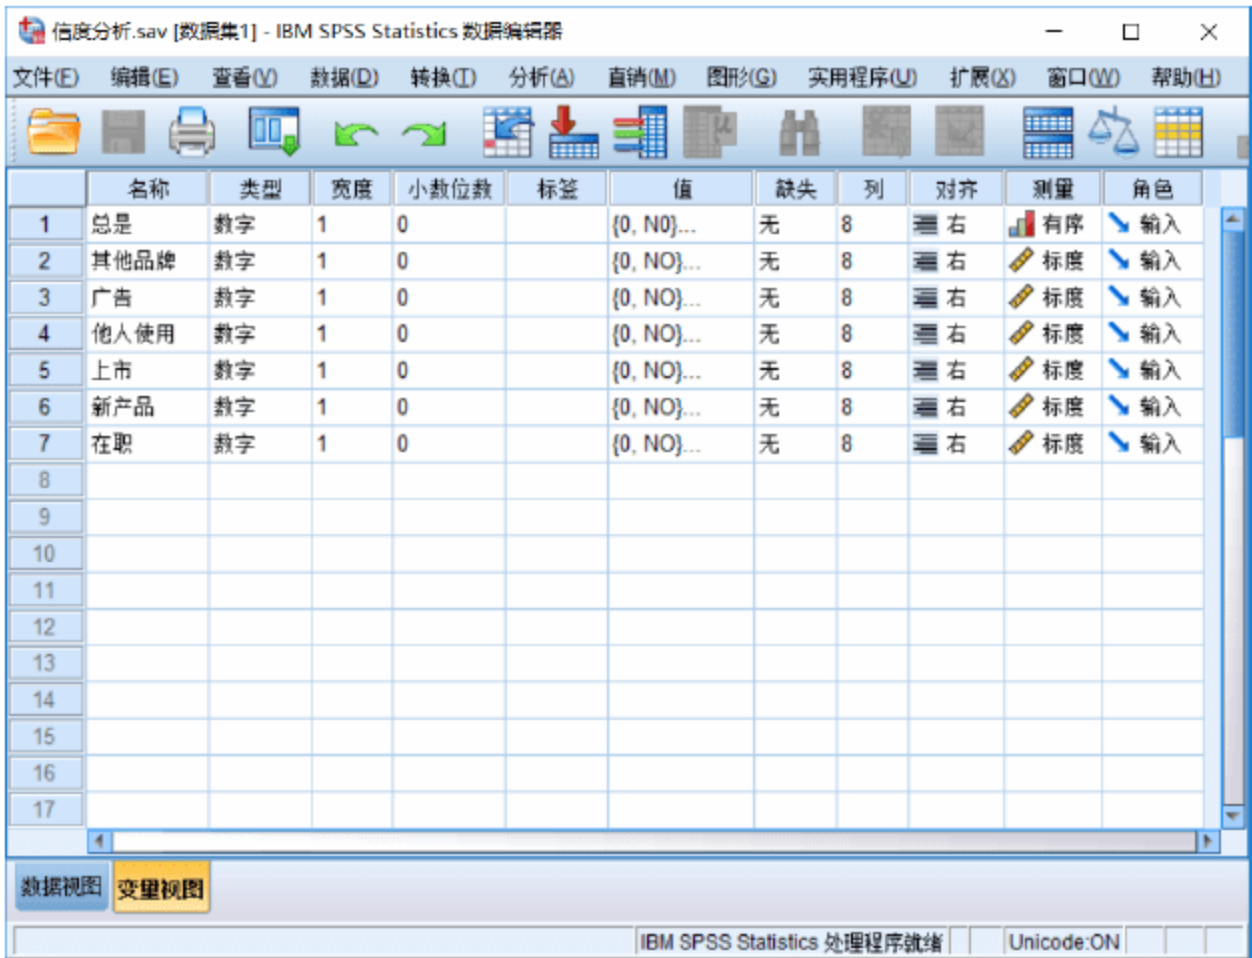 信度分析.sav [数据集1] - IBM SPSS Statistics 数据编辑器
文件(F) 编辑(E) 查看(V) 数据(D) 转换(T) 分析(A) 直销(M) 图形(G) 实用程序(U) 扩展(X) 窗口(W) 帮助(H)
名称 类型 宽度 小数位数 标签 值 缺失 列 对齐 测量 角色
1 总是 数字 1 0 {0, N0}... 无 8 右 有序 输入
2 其他品牌 数字 1 0 {0, NO}... 无 8 右 标度 输入
3 广告 数字 1 0 {0, NO}... 无 8 右 标度 输入
4 他人使用 数字 1 0 {0, NO}... 无 8 右 标度 输入
5 上市 数字 1 0 {0, NO}... 无 8 右 标度 输入
6 新产品 数字 1 0 {0, NO}... 无 8 右 标度 输入
7 在职 数字 1 0 {0, NO}... 无 8 右 标度 输入
8
9
10
11
12
13
14
15
16
17
数据视图 变量视图
IBM SPSS Statistics 处理程序就绪 Unicode:ON